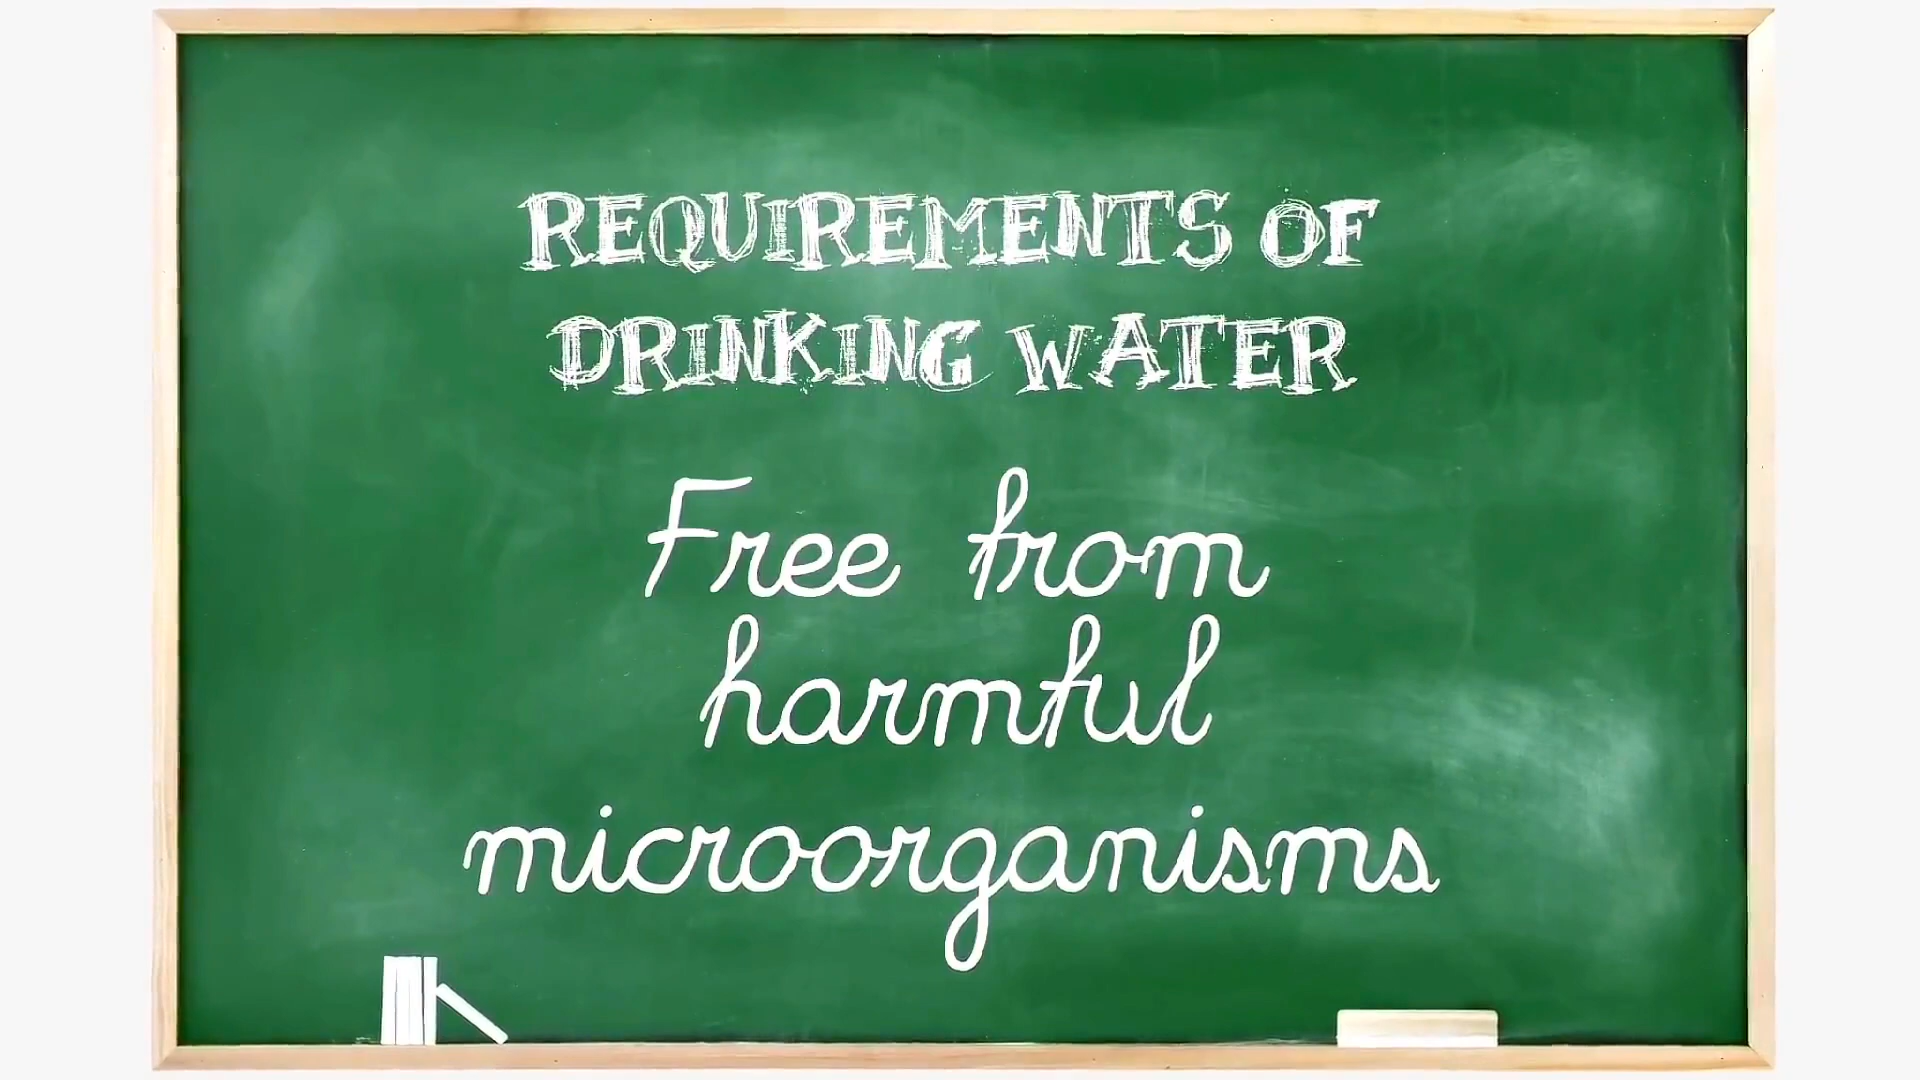 REQUIREMENTS OF
DRINKING WATER
Free from
harmful
microorganisms